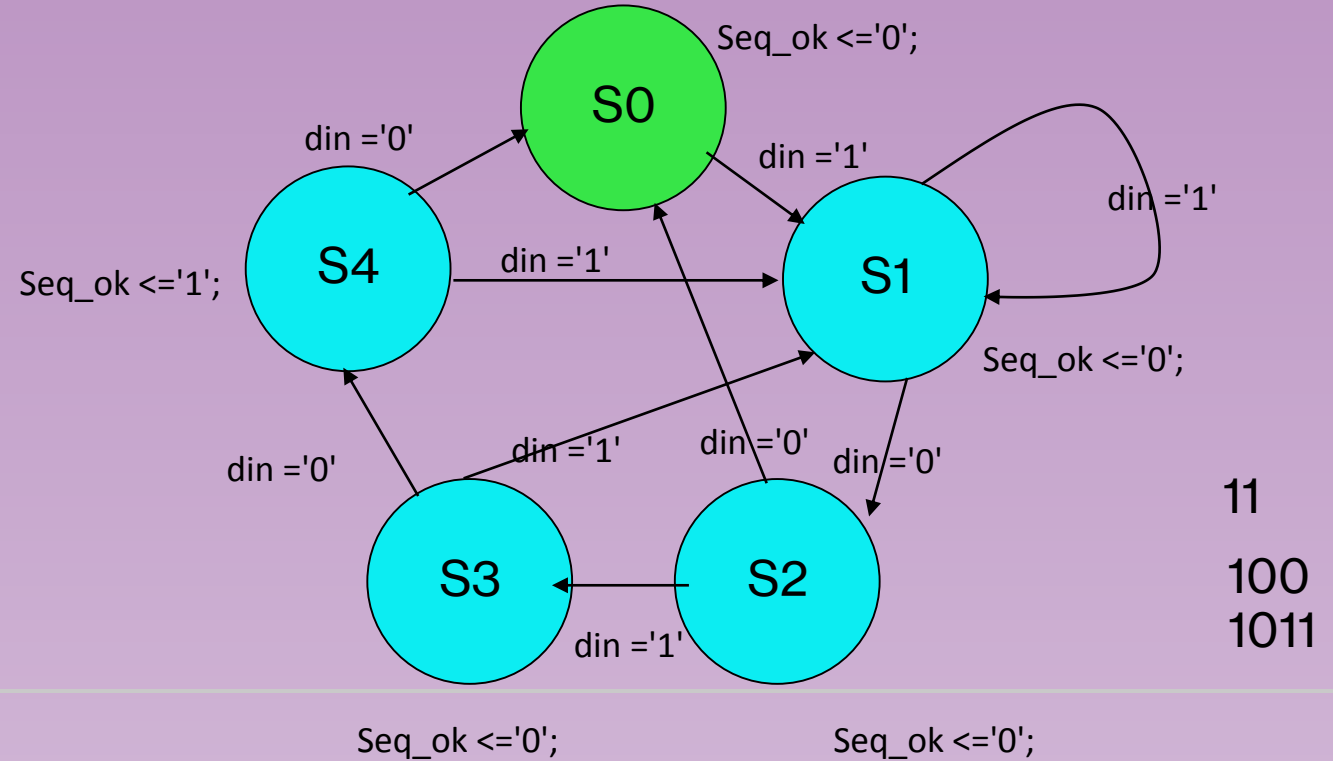 Seq_ok <='0';
S0
din ='0'
din ='1'
din ='1'
S4
din ='1'
S1
Seq_ok <='1';
Seq_ok <='0';
din ='1'
din ='0'
din ='0'
din ='0'
11
S3
S2
100
1011
din ='1'
Seq_ok <='0';
Seq_ok <='0';